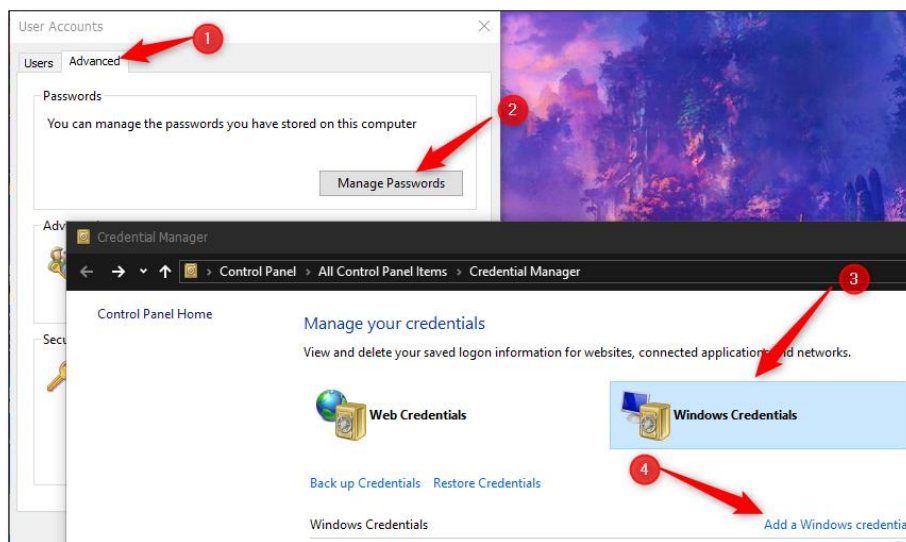 User Accounts
1
Users Advanced
Passwords
2
You can manage the passwords you have stored on this computer
Manage Passwords
Credential Manager
Control Panel > All Control Panel Items > Credential Manager
3
Control Panel Home
Manage your credentials
View and delete your saved logon information for websites, connected applications and networks.
Web Credentials
Windows Credentials
4
Back up Credentials Restore Credentials
Windows Credentials
Add a Windows